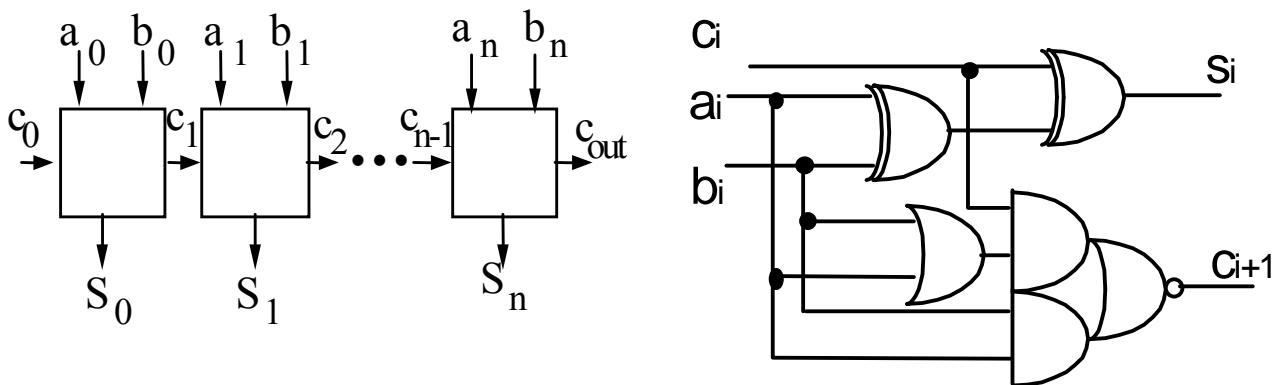 a0 b0 a1 b1 an bn
c0 c1 c2 cn-1 cout
S0 S1 Sn
ci
ai
bi
si
ci+1